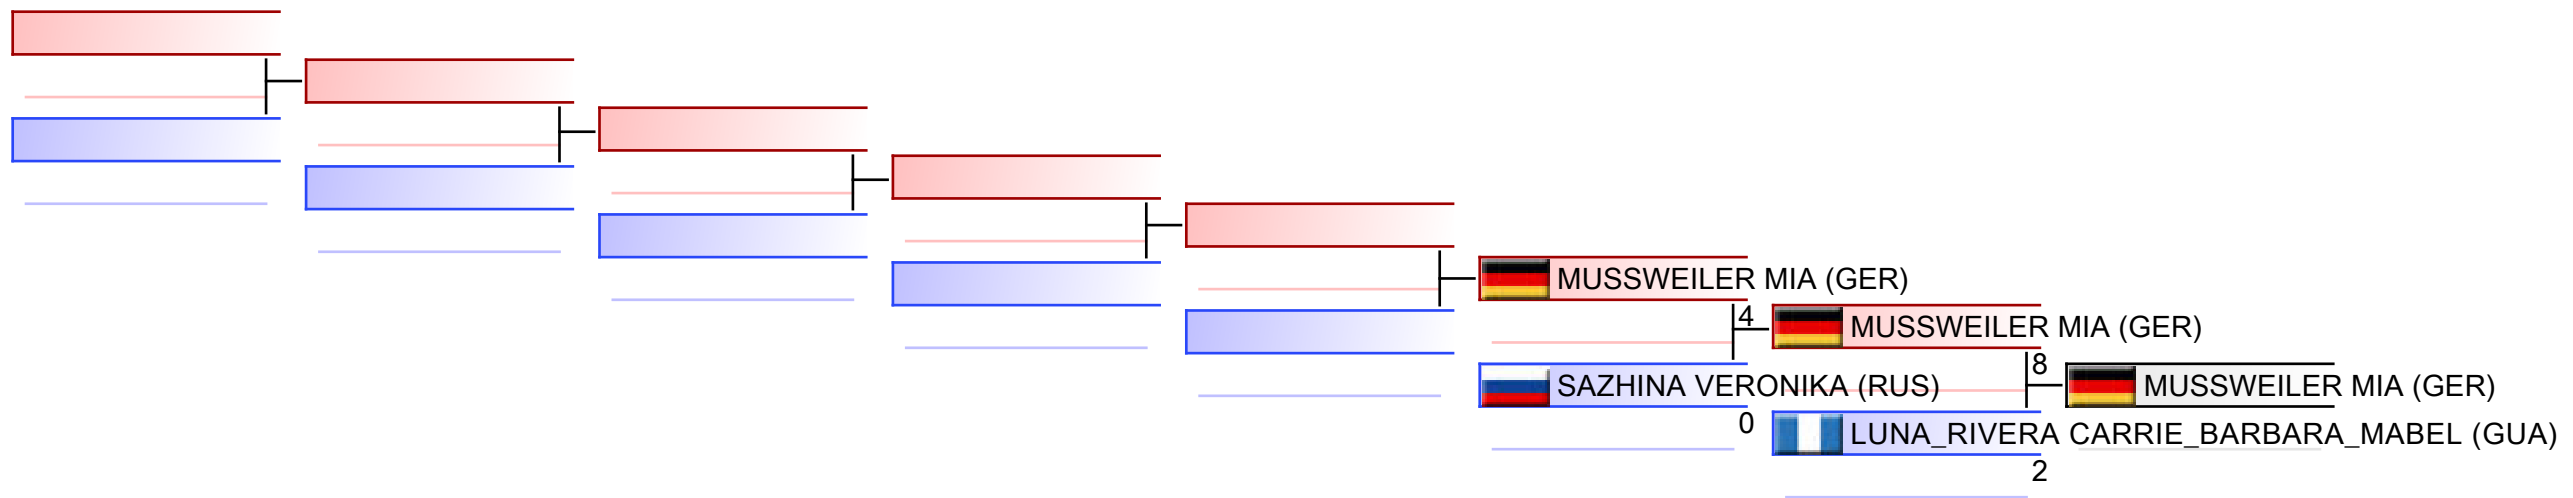 MUSSWEILER MIA (GER)
4
MUSSWEILER MIA (GER)
SAZHINA VERONIKA (RUS)
0
8
MUSSWEILER MIA (GER)
LUNA_RIVERA CARRIE_BARBARA_MABEL (GUA)
2